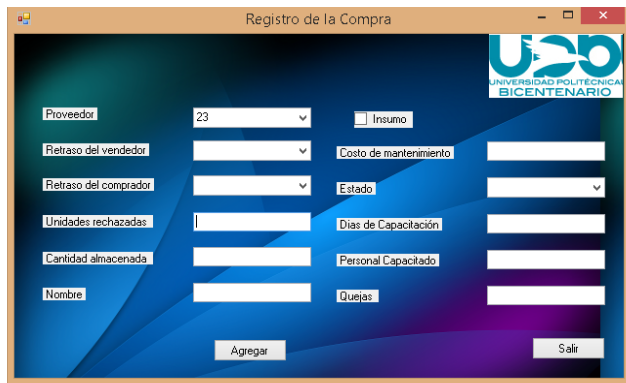 Registro de la Compra
UPB
UNIVERSIDAD POLITÉCNICA
BICENTENARIO
Proveedor
23
Insumo
Retraso del vendedor
Costo de mantenimiento
Retraso del comprador
Estado
Unidades rechazadas
Dias de Capacitación
Cantidad almacenada
Personal Capacitado
Nombre
Quejas
Agregar
Salir